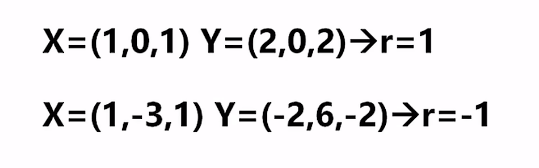 X=(1,0,1) Y=(2,0,2)→r=1
X=(1,-3,1) Y=(-2,6,-2)→r=-1